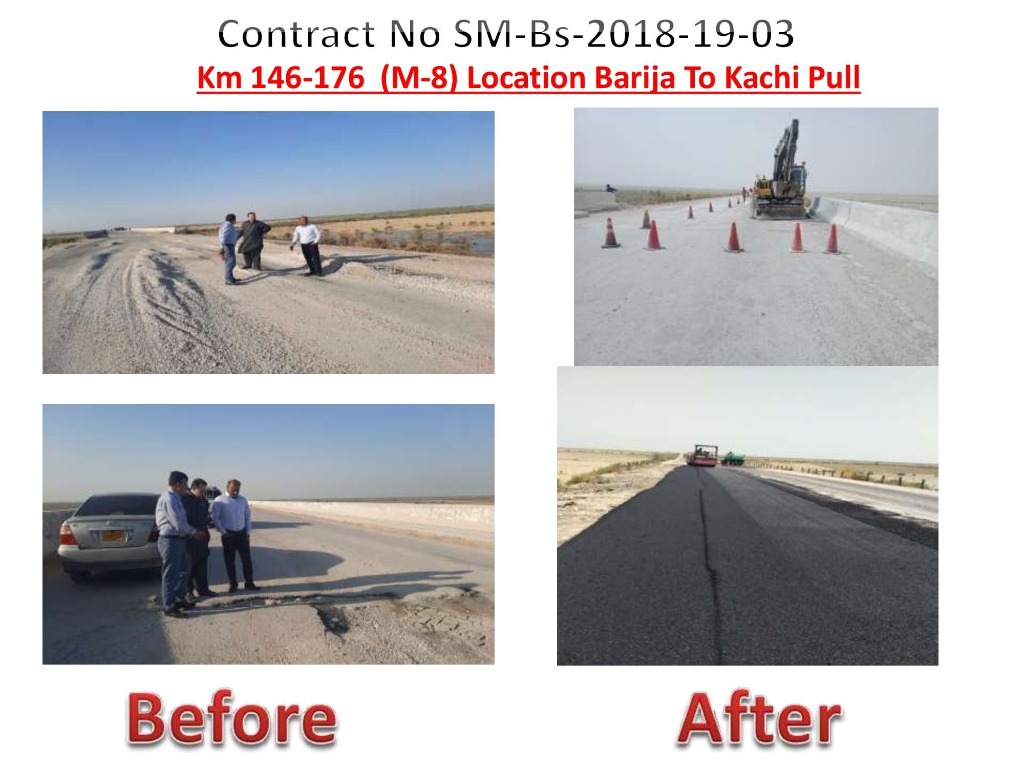 Contract No SM-Bs-2018-19-03
Km 146-176 (M-8) Location Barija To Kachi Pull
Before
After